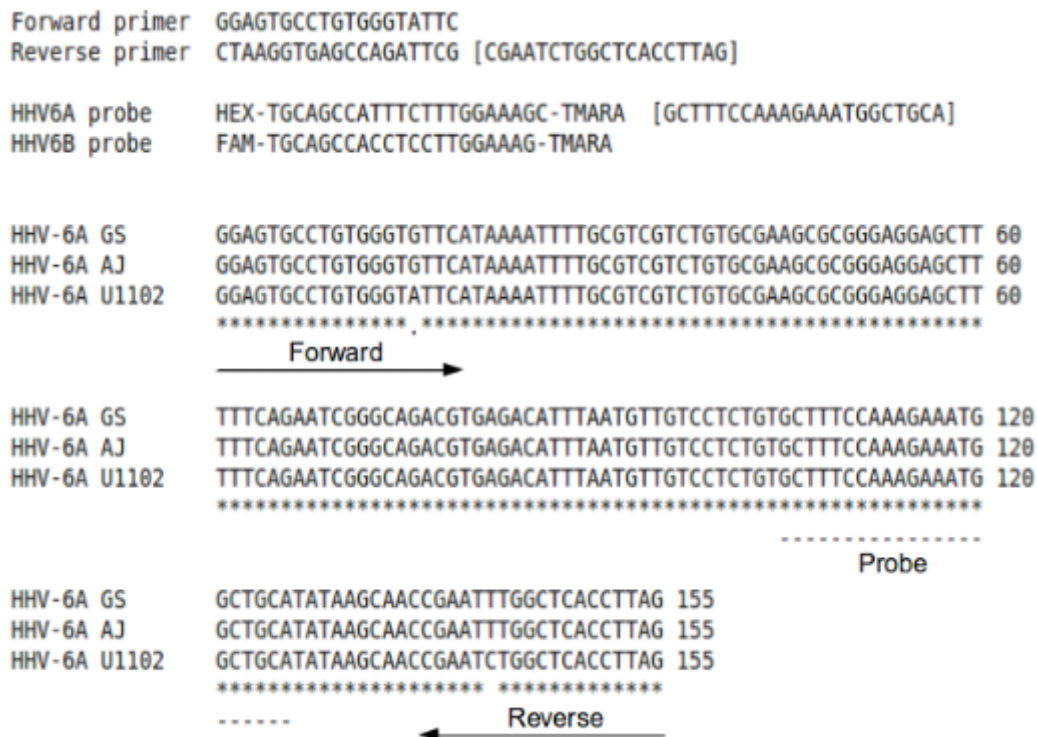 Forward primer GGAGTGCCTGTGGGTATTC
Reverse primer CTAAGGTGAGCCAGATTCG [CGAATCTGGCTCACCTTAG]
HHV6A probe HEX-TGCAGCCATTTCTTTGGAAAGC-TMARA [GCTTTCCAAAGAAATGGCTGCA]
HHV6B probe FAM-TGCAGCCACCTCCTTGGAAAG-TMARA
HHV-6A GS GGAGTGCCTGTGGGTGTTCATAAAATTTTGCGTCGTCTGTGCGAAGCGCGGGAGGAGCTT 60
HHV-6A AJ GGAGTGCCTGTGGGTGTTCATAAAATTTTGCGTCGTCTGTGCGAAGCGCGGGAGGAGCTT 60
HHV-6A U1102 GGAGTGCCTGTGGGTATTCATAAAATTTTGCGTCGTCTGTGCGAAGCGCGGGAGGAGCTT 60
***************.********************************************
Forward
HHV-6A GS TTTCAGAATCGGGCAGACGTGAGACATTTAATGTTGTCCTCTGTGCTTTCCAAAGAAATG 120
HHV-6A AJ TTTCAGAATCGGGCAGACGTGAGACATTTAATGTTGTCCTCTGTGCTTTCCAAAGAAATG 120
HHV-6A U1102 TTTCAGAATCGGGCAGACGTGAGACATTTAATGTTGTCCTCTGTGCTTTCCAAAGAAATG 120
************************************************************
----------------
Probe
HHV-6A GS GCTGCATATAAGCAACCGAATTTGGCTCACCTTAG 155
HHV-6A AJ GCTGCATATAAGCAACCGAATTTGGCTCACCTTAG 155
HHV-6A U1102 GCTGCATATAAGCAACCGAATCTGGCTCACCTTAG 155
********************* *************
------
Reverse